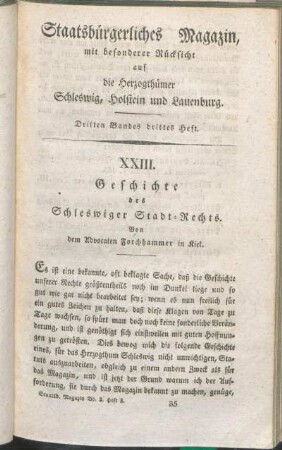 Staatsbürgerliches Magazin,
mit besonderer Rücksicht
auf
die Herzogthümer
Schleswig, Holstein und Lauenburg.
Dritten Bandes drittes Heft.
XXIII.
Geschichte
des
Schleswiger Stadt-Rechts.
Von
dem Advocaten Forchhammer in Kiel.
Es ist eine bekannte, oft beklagte Sache, daß die Geschichte
unserer Rechte größtentheils noch im Dunkel liege und so
gut wie gar nicht bearbeitet sey; wenn es nun freilich für
ein gutes Zeichen zu halten, daß diese Klagen von Tage zu
Tage wachsen, so spürt man doch noch keine sonderliche Verän-
derung, und ist genöthigt sich einstweilen mit guten Hoffnun-
gen zu getrösten. Dies bewog mich die folgende Geschichte
eines, für das Herzogthum Schleswig nicht unwichtigen, Sta-
tuts auszuarbeiten, obgleich zu einem andern Zweck als für
das Magazin, und ist jetzt der Grund warum ich der Auf-
forderung, sie durch das Magazin bekannt zu machen, genüge,
Staatsb. Magazin Bd. 3. Heft 3.
35